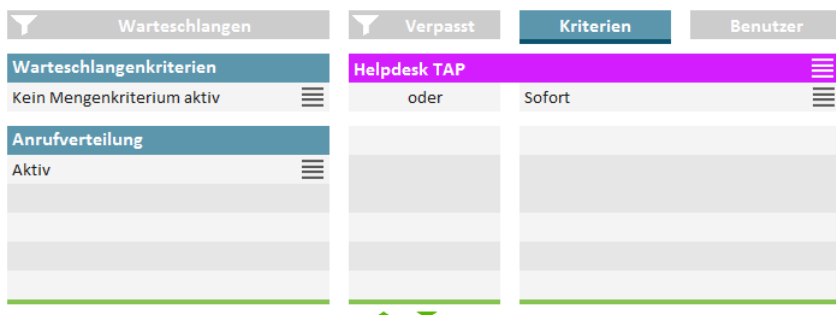 Warteschlangen
Verpasst
Kriterien
Benutzer
Warteschlangenkriterien
Helpdesk TAP
Kein Mengenkriterium aktiv
oder
Sofort
Anrufverteilung
Aktiv